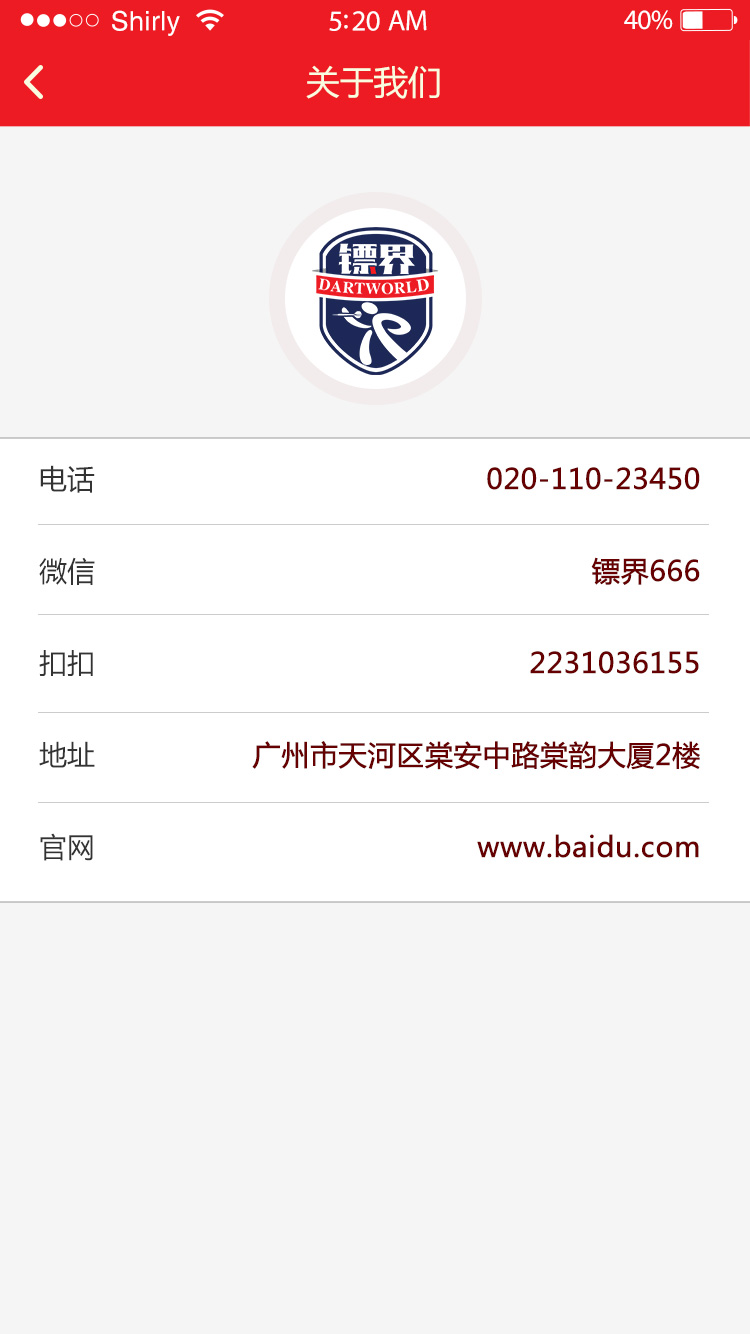 Shirly 5:20 AM 40%
关于我们
镖界
DARTWORLD
电话 020-110-23450
微信 镖界666
扣扣 2231036155
地址 广州市天河区棠安中路棠韵大厦2楼
官网 www.baidu.com